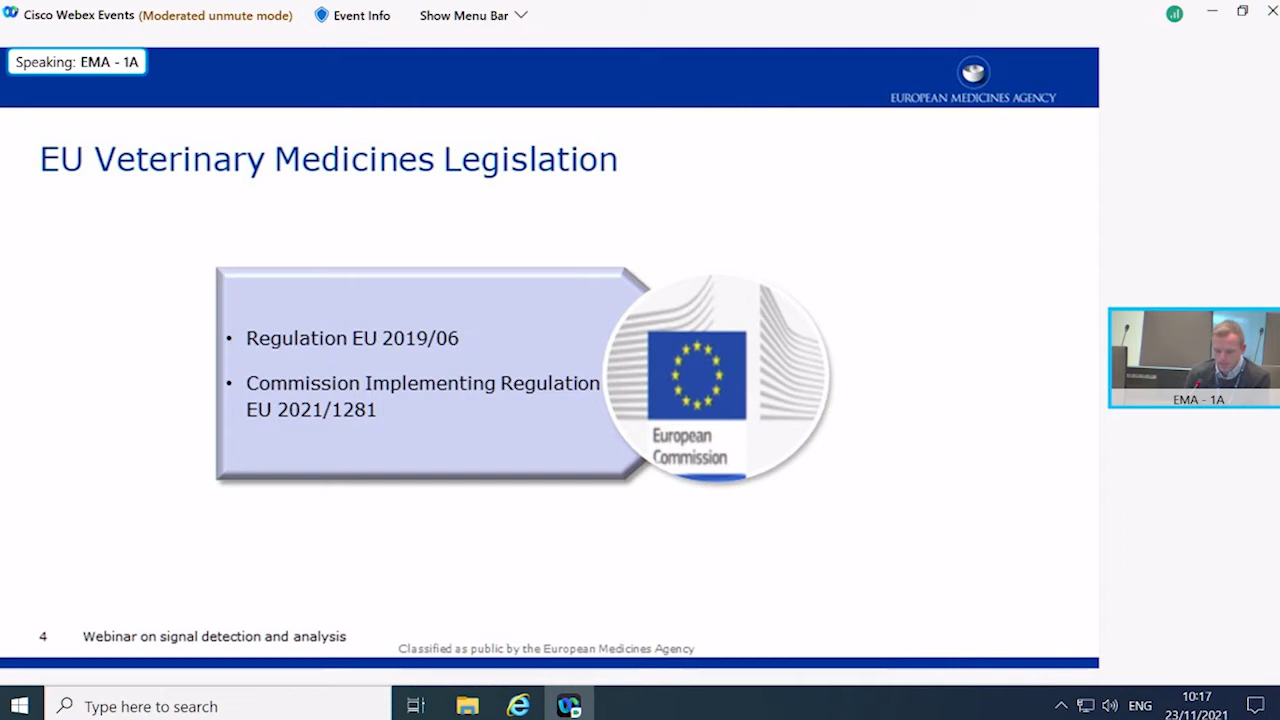 Cisco Webex Events (Moderated unmute mode) Event Info Show Menu Bar
Speaking: EMA - 1A
EUROPEAN MEDICINES AGENCY
EU Veterinary Medicines Legislation
• Regulation EU 2019/06
• Commission Implementing Regulation
EU 2021/1281
European
Commission
EMA - 1A
4 Webinar on signal detection and analysis
Classified as public by the European Medicines Agency
Type here to search
ENG
10:17
23/11/2021